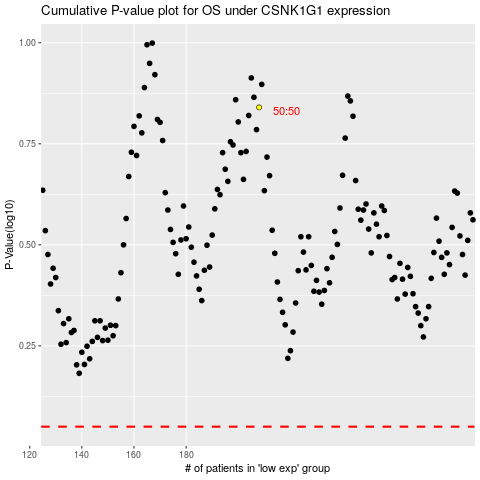 Cumulative P-value plot for OS under CSNK1G1 expression
1.00
0.75
0.50
0.25
P-Value(log10)
50:50
120 140 160 180
# of patients in 'low exp' group